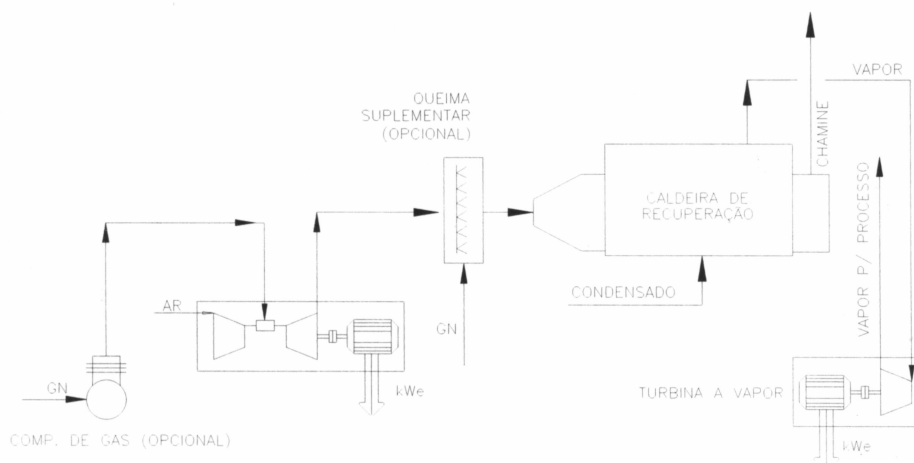 VAPOR
QUEIMA
SUPLEMENTAR
(OPCIONAL)
CHAMINE
CALDEIRA DE
RECUPERAÇÃO
VAPOR P/ PROCESSO
CONDENSADO
AR
GN
kWe
GN
COMP. DE GAS (OPCIONAL)
TURBINA A VAPOR
kWe